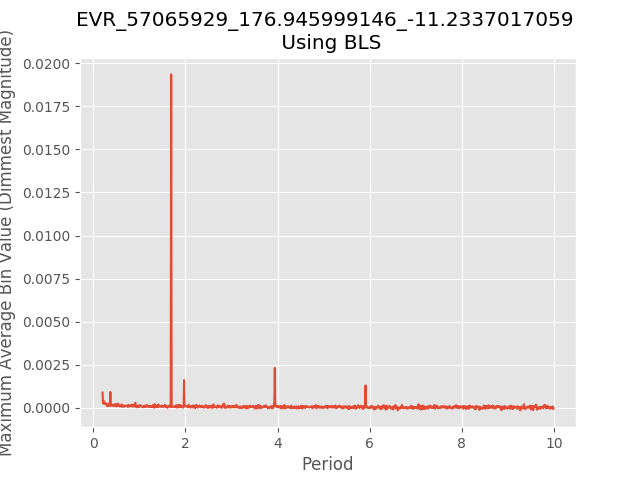 EVR_57065929_176.945999146_-11.2337017059
Using BLS
Maximum Average Bin Value (Dimmest Magnitude)
0.0200
0.0175
0.0150
0.0125
0.0100
0.0075
0.0050
0.0025
0.0000
0 2 4 6 8 10
Period